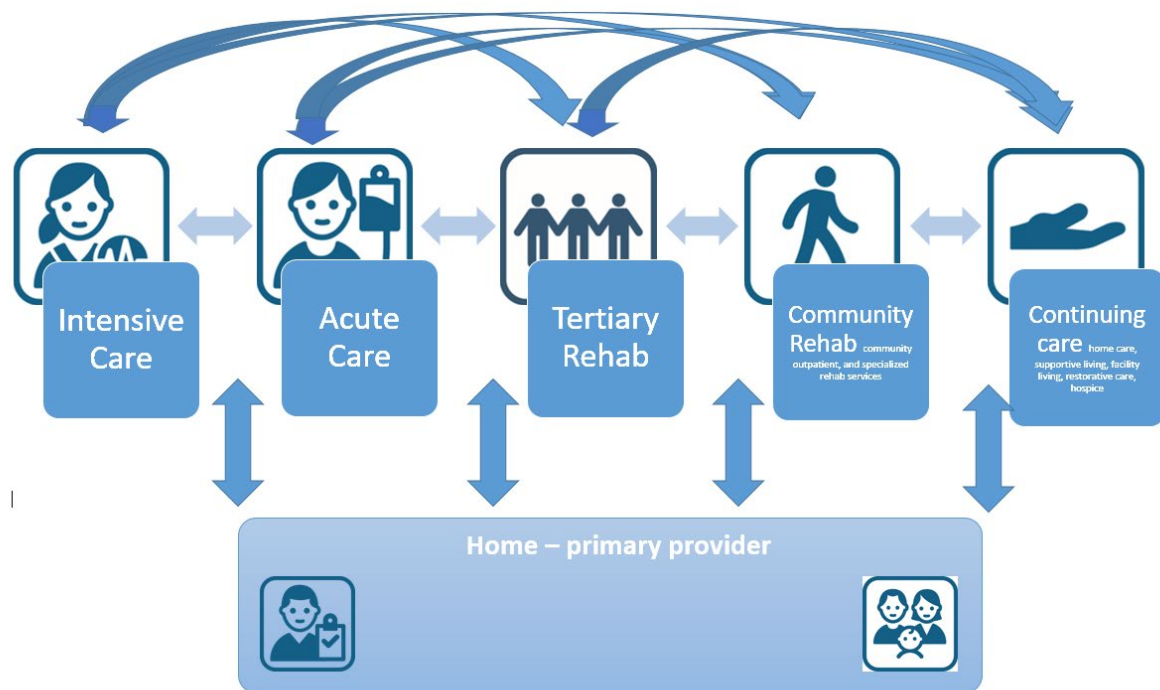 Intensive
Care
Acute
Care
Tertiary
Rehab
Community
Rehab community
outpatient, and specialized
rehab services
Continuing
care home care,
supportive living, facility
living, restorative care,
hospice
Home – primary provider